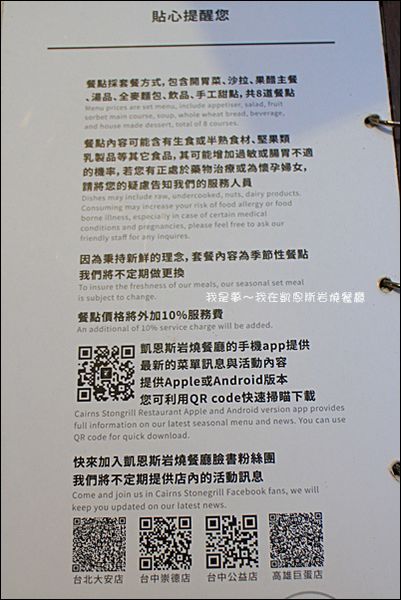 貼心提醒您
餐點採套餐方式,包含開胃菜、沙拉、果醋主餐
、湯品、全麥麵包、飲品、手工甜點,共8道餐點
Menu prices are set menu, include appetiser, salad, fruit
sorbet main course, soup, whole wheat bread, beverage,
and house made dessert, total of 8 courses.
餐點內容可能含有生食或半熟食材、堅果類
乳製品等其它食品,其可能增加過敏或腸胃不適
的機率,若您有正處於藥物治療或為懷孕婦女,
請將您的疑慮告知我們的服務人員
Dishes may include raw, undercooked, nuts, dairy products.
Consuming may increase your risk of food allergy or food
borne illness, especially in case of certain medical
conditions and pregnancies, please feel free to ask our
friendly staff for any inquires.
因為秉持新鮮的理念,套餐內容為季節性餐點
我們將不定期做更換
To insure the freshness of our meals, our seasonal set meal
is subject to change.
我是夢~我在凱恩斯岩燒餐廳
餐點價格將外加10%服務費
An additional of 10% service charge will be added.
凱恩斯岩燒餐廳的手機app提供
最新的菜單訊息與活動內容
提供Apple或Android版本
您可利用QR code快速掃瞄下載
Cairns Stongrill Restaurant Apple and Android version app provides
full information on our latest seasonal menu and news. You can use
QR code for quick download.
快來加入凱恩斯岩燒餐廳臉書粉絲團
我們將不定期提供店內的活動訊息
Come and join us in Cairns Stonegrill Facebook fans, we will
keep you updated on our latest news.
台北大安店 台中崇德店 台中公益店 高雄巨蛋店